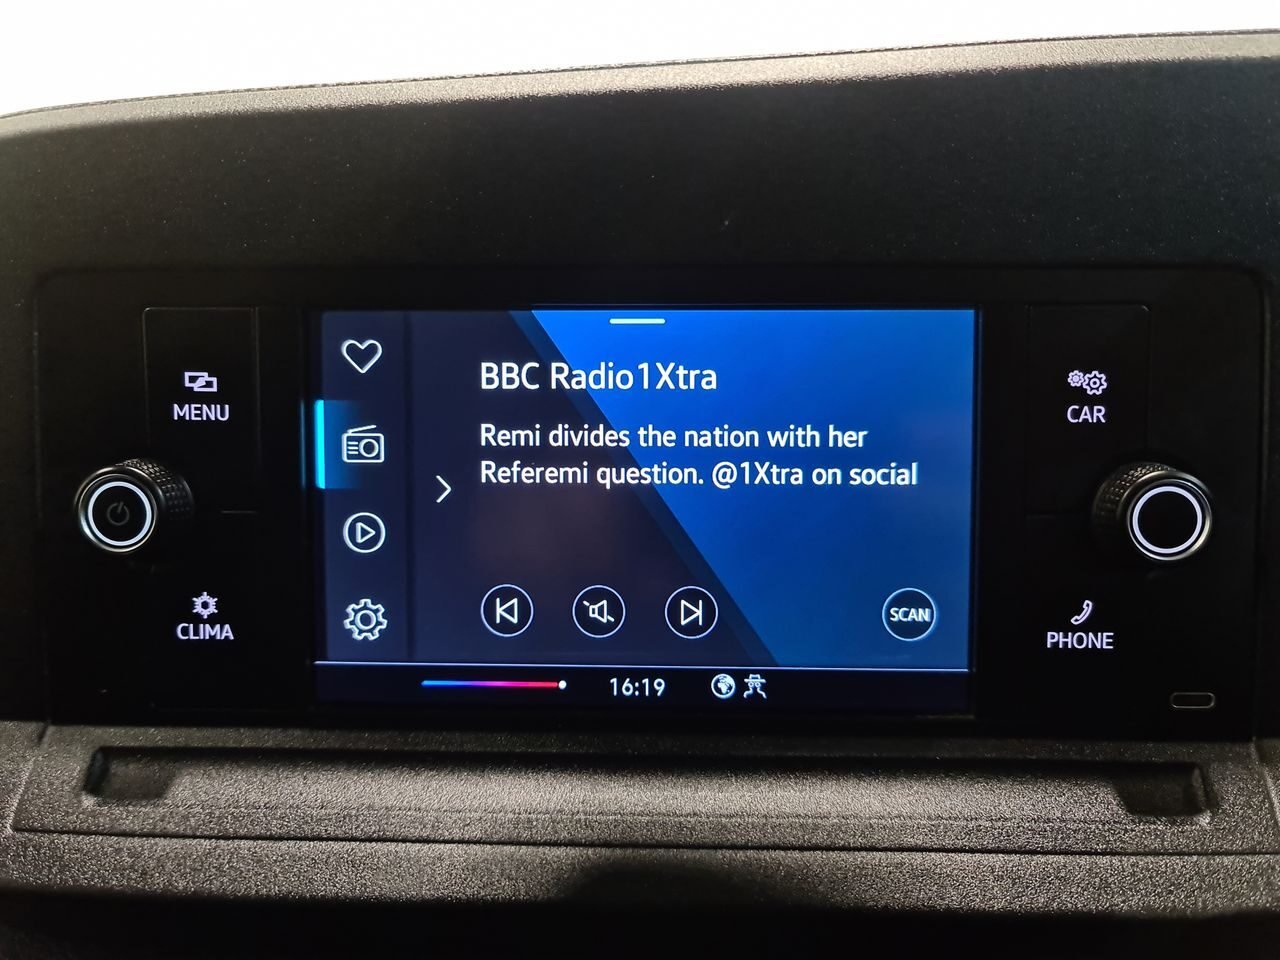 MENU
CLIMA
BBC Radio1Xtra
Remi divides the nation with her
Referemi question. @1Xtra on social
SCAN
16:19
CAR
PHONE